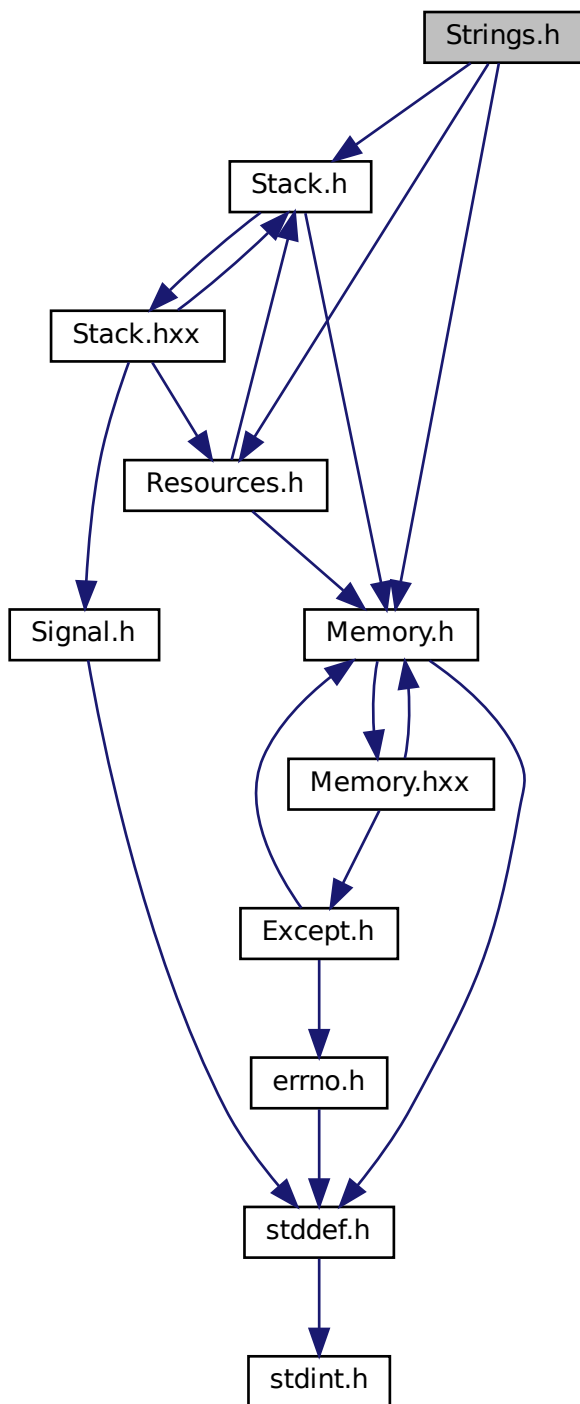 Strings.h
Stack.h
Stack.hxx
Resources.h
Signal.h
Memory.h
Memory.hxx
Except.h
errno.h
stddef.h
stdint.h